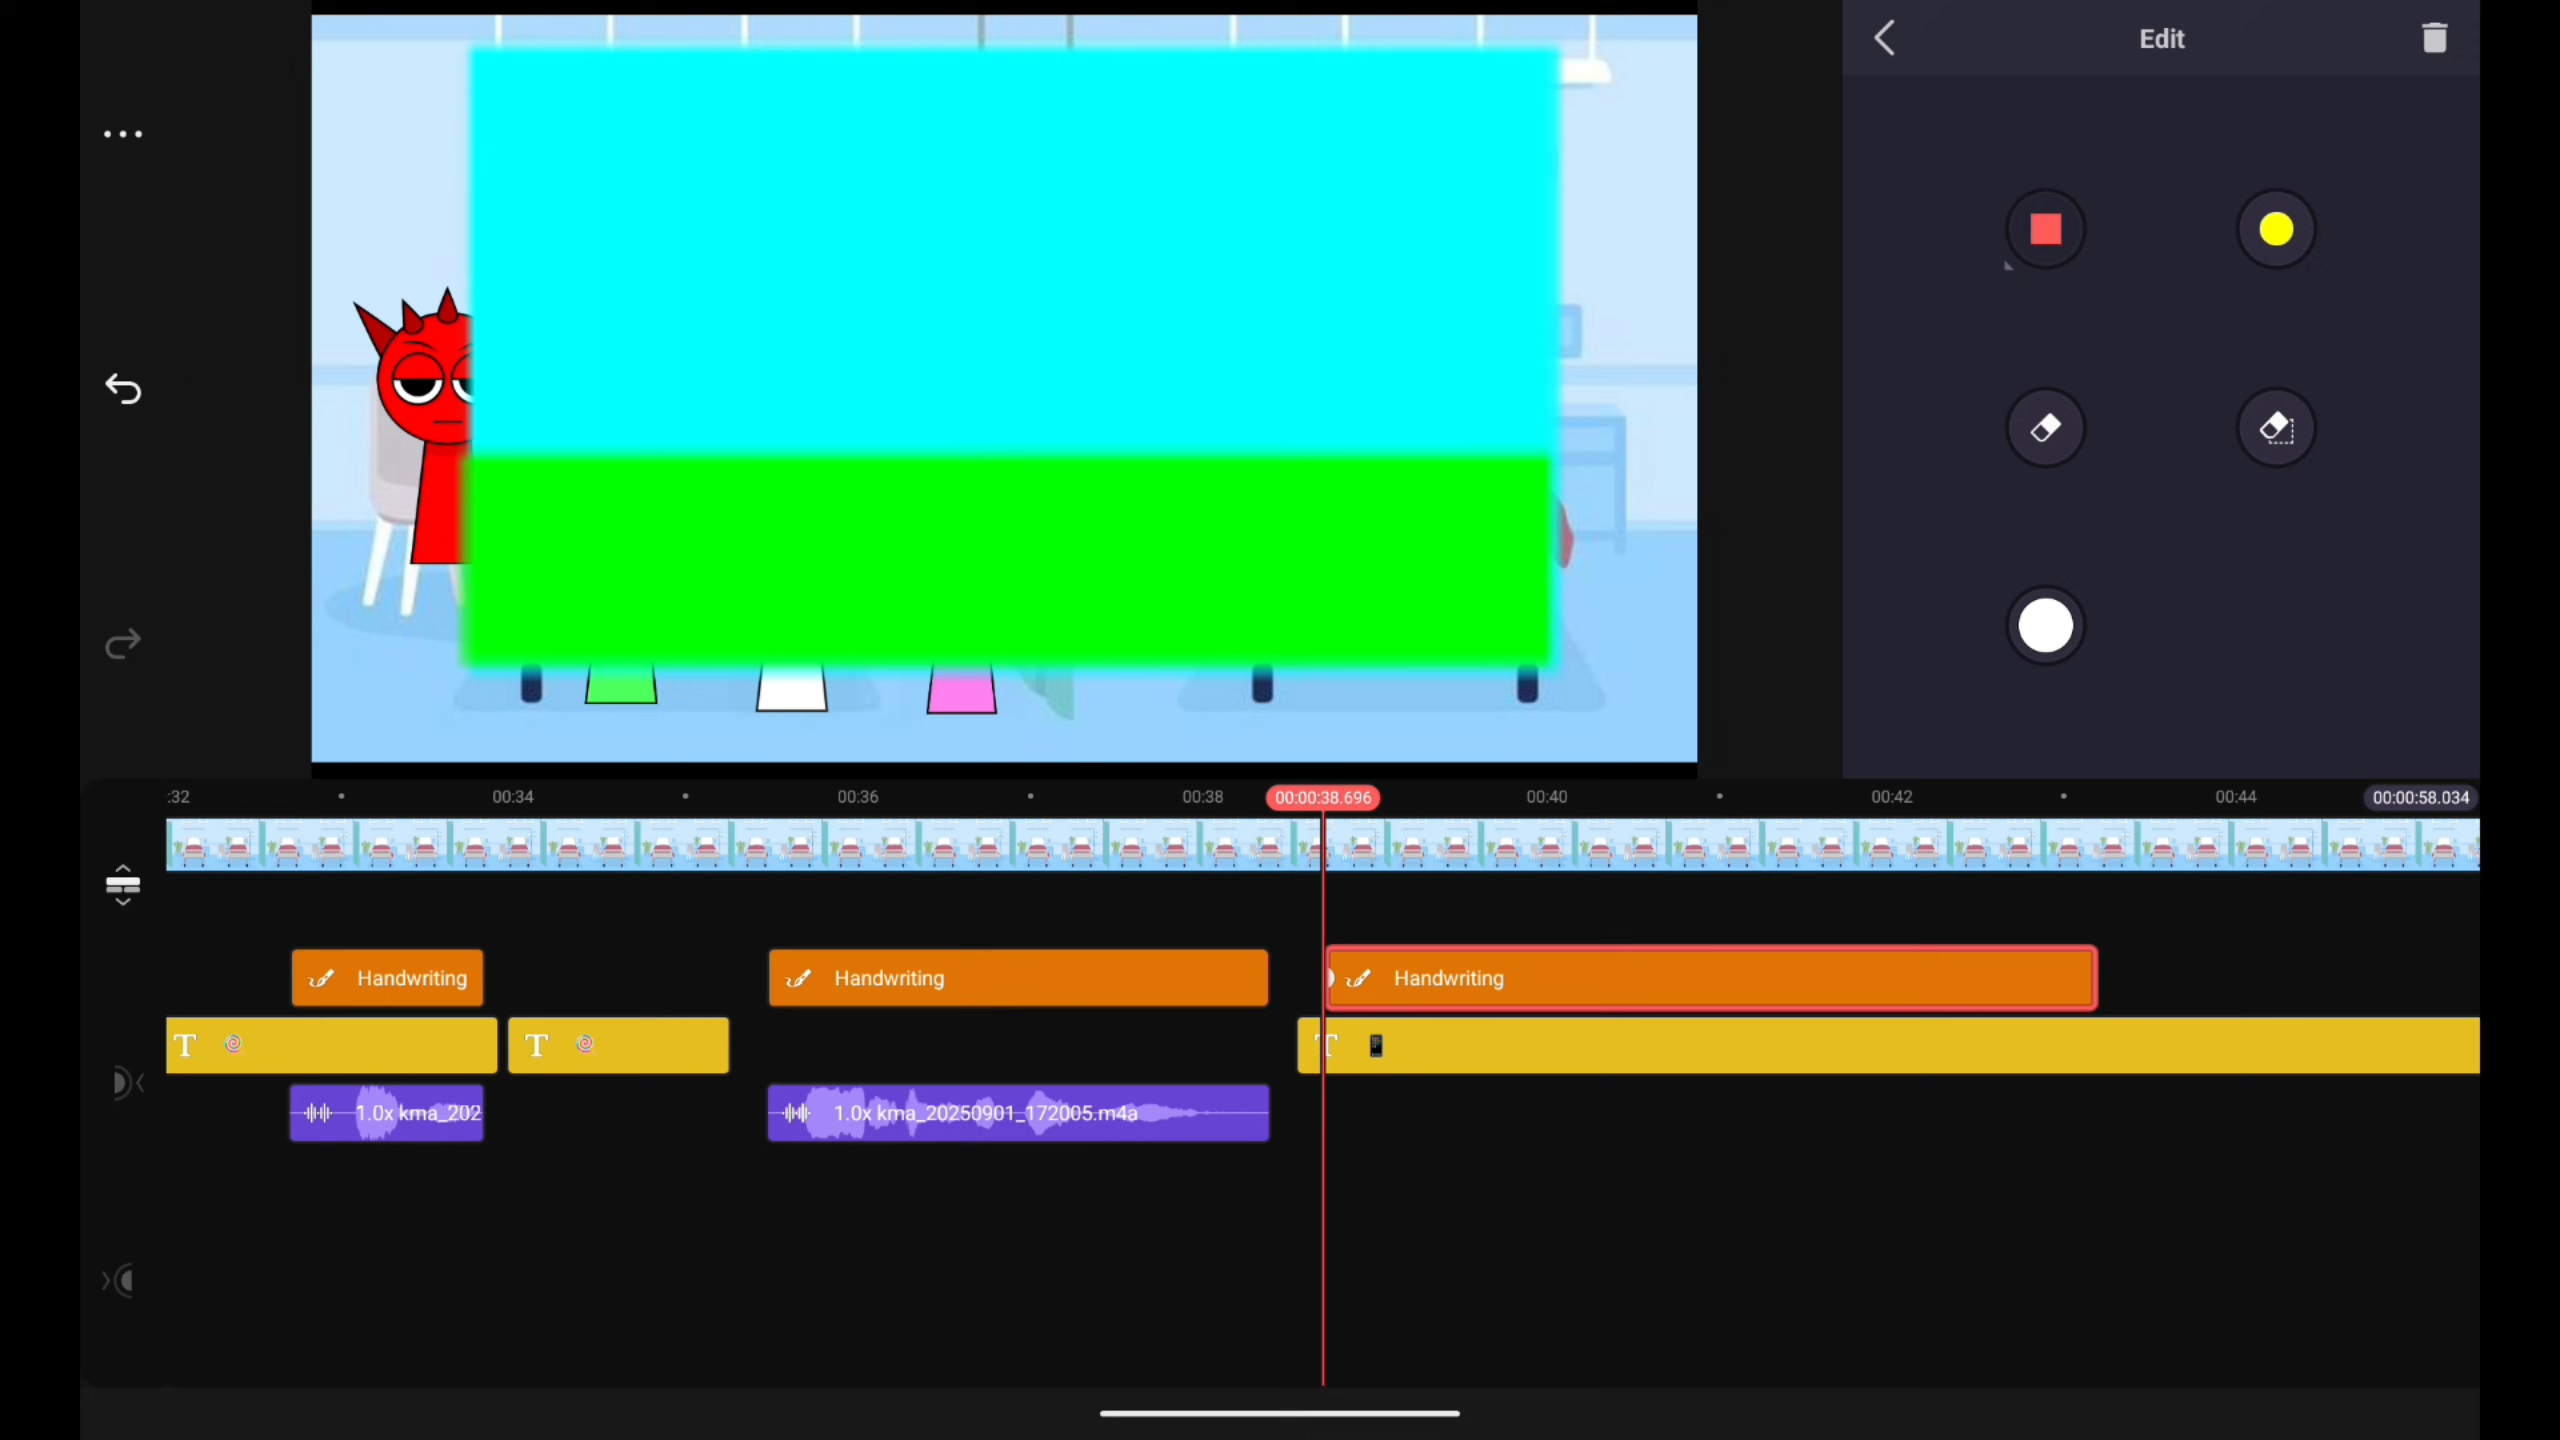 Edit
:32
00:34
00:36
00:38
00:00:38.696
00:40
00:42
00:44
00:00:58.034
Handwriting
Handwriting
Handwriting
T
T
T
1.0x kma_202
1.0x kma_20250901_172005.m4a